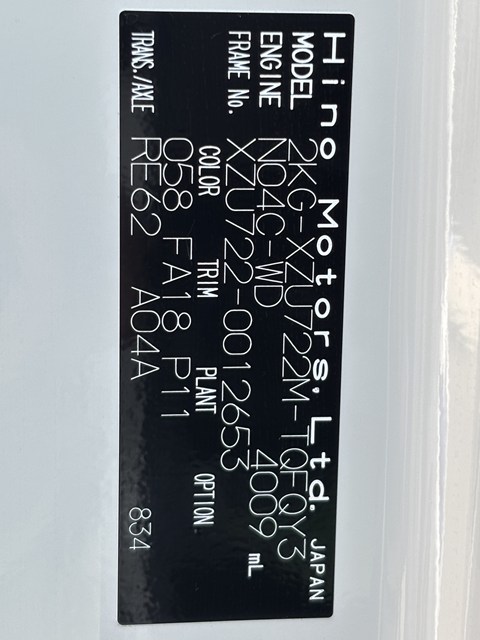 Hino Motors, Ltd. JAPAN
MODEL 2KG-XZU722M-TQFQY3
ENGINE N04C-WD 4009 mL
FRAME No. XZU722-0012653
COLOR TRIM PLANT OPTION
058 FA18 P11
TRANS./AXLE RE62 A04A 834